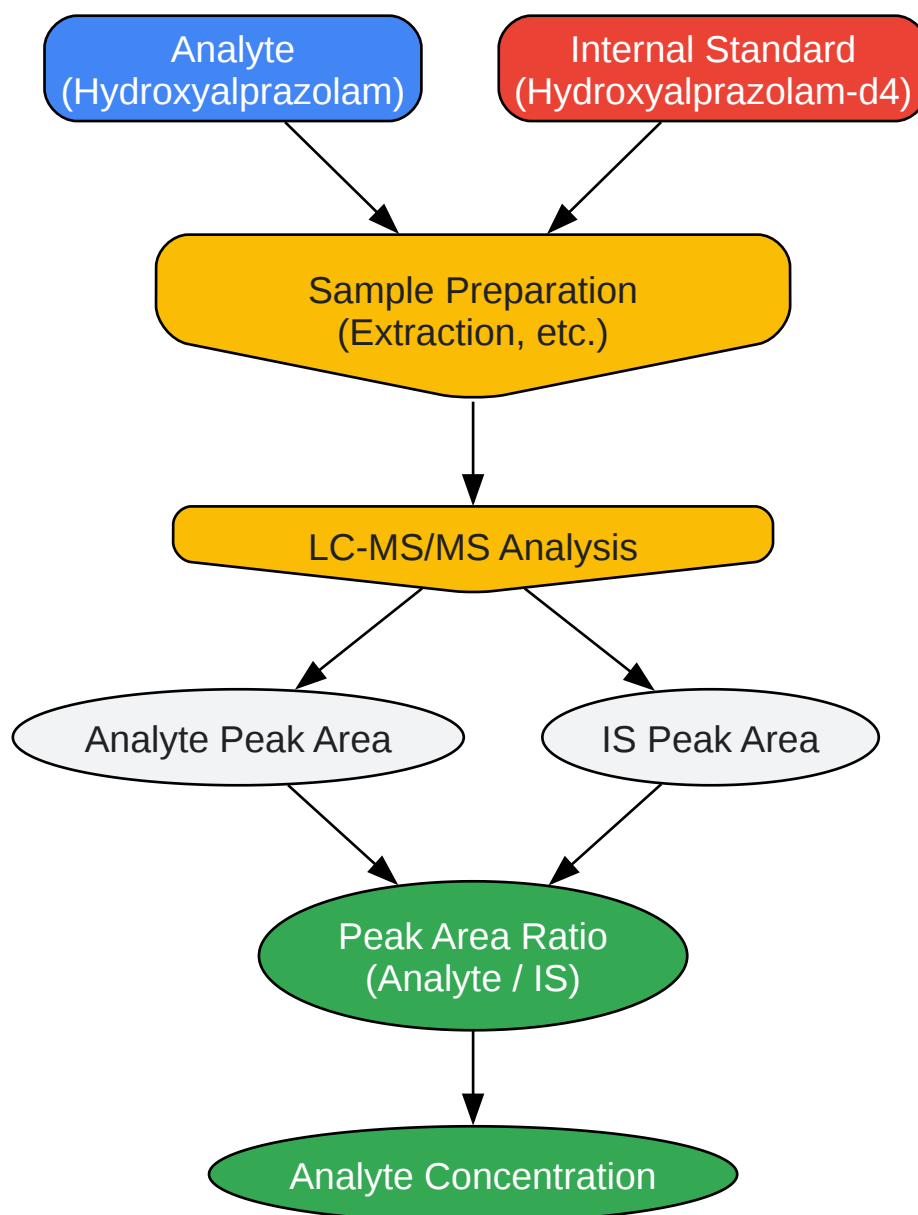 Analyte
(Hydroxyalprazolam)
Internal Standard
(Hydroxyalprazolam-d4)
Sample Preparation
(Extraction, etc.)
LC-MS/MS Analysis
Analyte Peak Area
IS Peak Area
Peak Area Ratio
(Analyte / IS)
Analyte Concentration